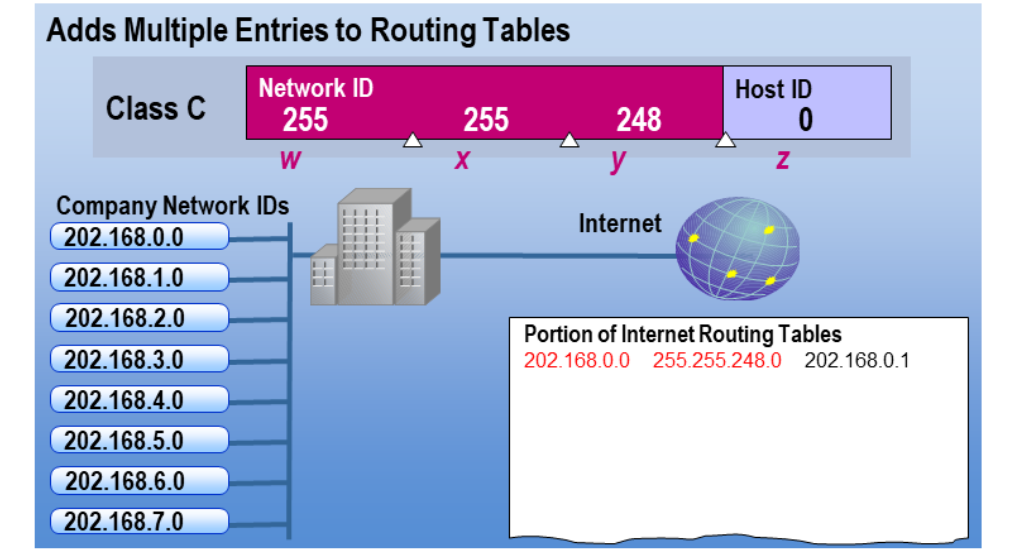 Adds Multiple Entries to Routing Tables
Class C
Network ID
Host ID
255 255 248 0
w x y z
Company Network IDs
Internet
202.168.0.0
202.168.1.0
202.168.2.0
202.168.3.0
202.168.4.0
202.168.5.0
202.168.6.0
202.168.7.0
Portion of Internet Routing Tables
202.168.0.0 255.255.248.0 202.168.0.1